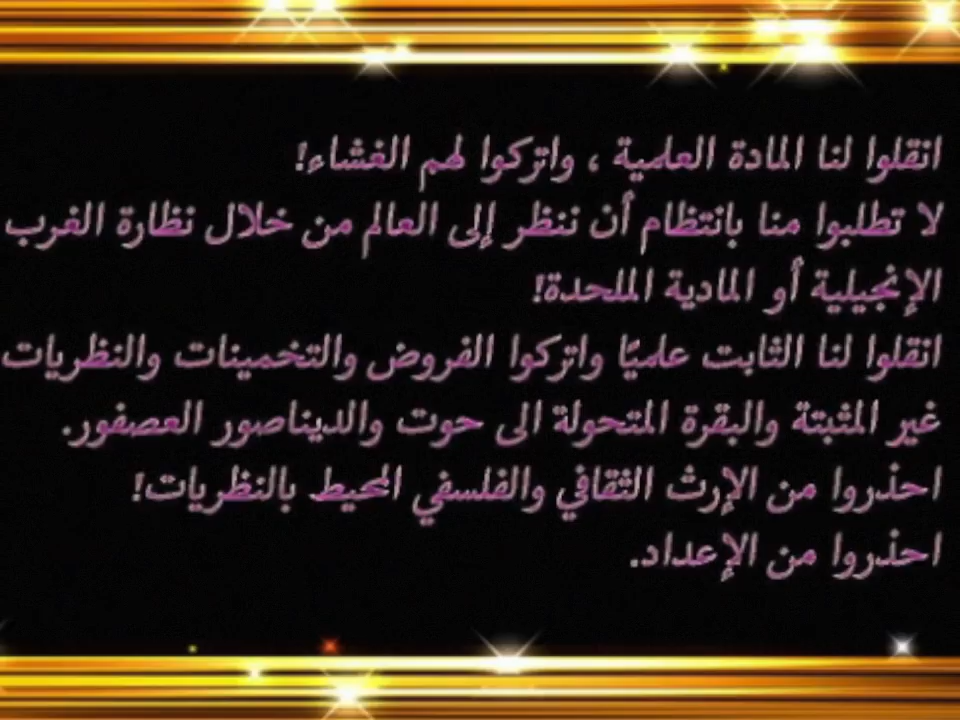 انقلوا لنا المادة العلمية ، واتركوا لهم الغشاء!
لا تطلبوا منا بانتظام أن ننظر إلى العالم من خلال نظارة الغرب
الإنجيلية أو المادية الملحدة!
انقلوا لنا الثابت علميًا واتركوا الفروض والتخمينات والنظريات
غير المثبتة والبقرة المتحولة الى حوت والديناصور العصفور.
احذروا من الإرث الثقافي والفلسفي المحيط بالنظريات!
احذروا من الإعداد.